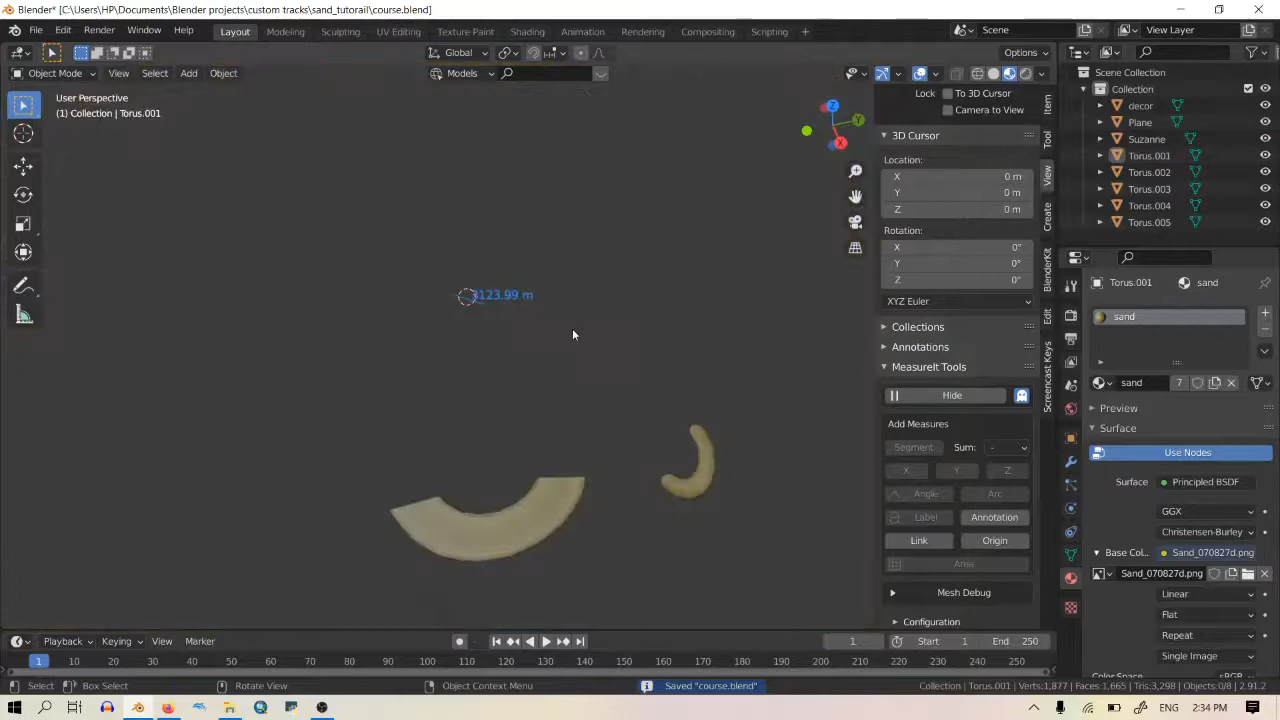 Blender* [C:\Users\HP\Documents\Blender projects\custom tracks\sand_tutorail\course.blend]
File Edit Render Window Help Layout Modeling Sculpting UV Editing Texture Paint Shading Animation Rendering Compositing Scripting + Scene View Layer
Global Options
Object Mode View Select Add Object Models
User Perspective
(1) Collection | Torus.001
X
Y
Z
3123.99 m
Lock To 3D Cursor
Camera to View
3D Cursor
Location:
X 0 m
Y 0 m
Z 0 m
Rotation:
X 0°
Y 0°
Z 0°
XYZ Euler
Collections
Annotations
MeasureIt Tools
Hide
Add Measures
Segment Sum: -
X Y Z
Angle Arc
Label Annotation
Link Origin
Area
Mesh Debug
Configuration
Item
Tool
View
Create
BlenderKit
Edit
Screencast Keys
Scene Collection
Collection
decor
Plane
Suzanne
Torus.001
Torus.002
Torus.003
Torus.004
Torus.005
Torus.001 sand
sand
sand 7
Preview
Surface
Use Nodes
Surface Principled BSDF
GGX
Christensen-Burley
Base Col... Sand_070827d.png
Sand_070827d.png
Linear
Flat
Repeat
Single Image
Playback Keying View Marker 1 Start 1 End 250
1 10 20 30 40 50 60 70 80 90 100 110 120 130 140 150 160 170 180 190 200 210 220 230 240 250
Select Box Select Rotate View Object Context Menu Saved "course.blend" Collection | Torus.001 | Verts:1,877 | Faces:1,665 | Tris:3,298 | Objects:0/8 | 2.91.2
ENG 2:34 PM